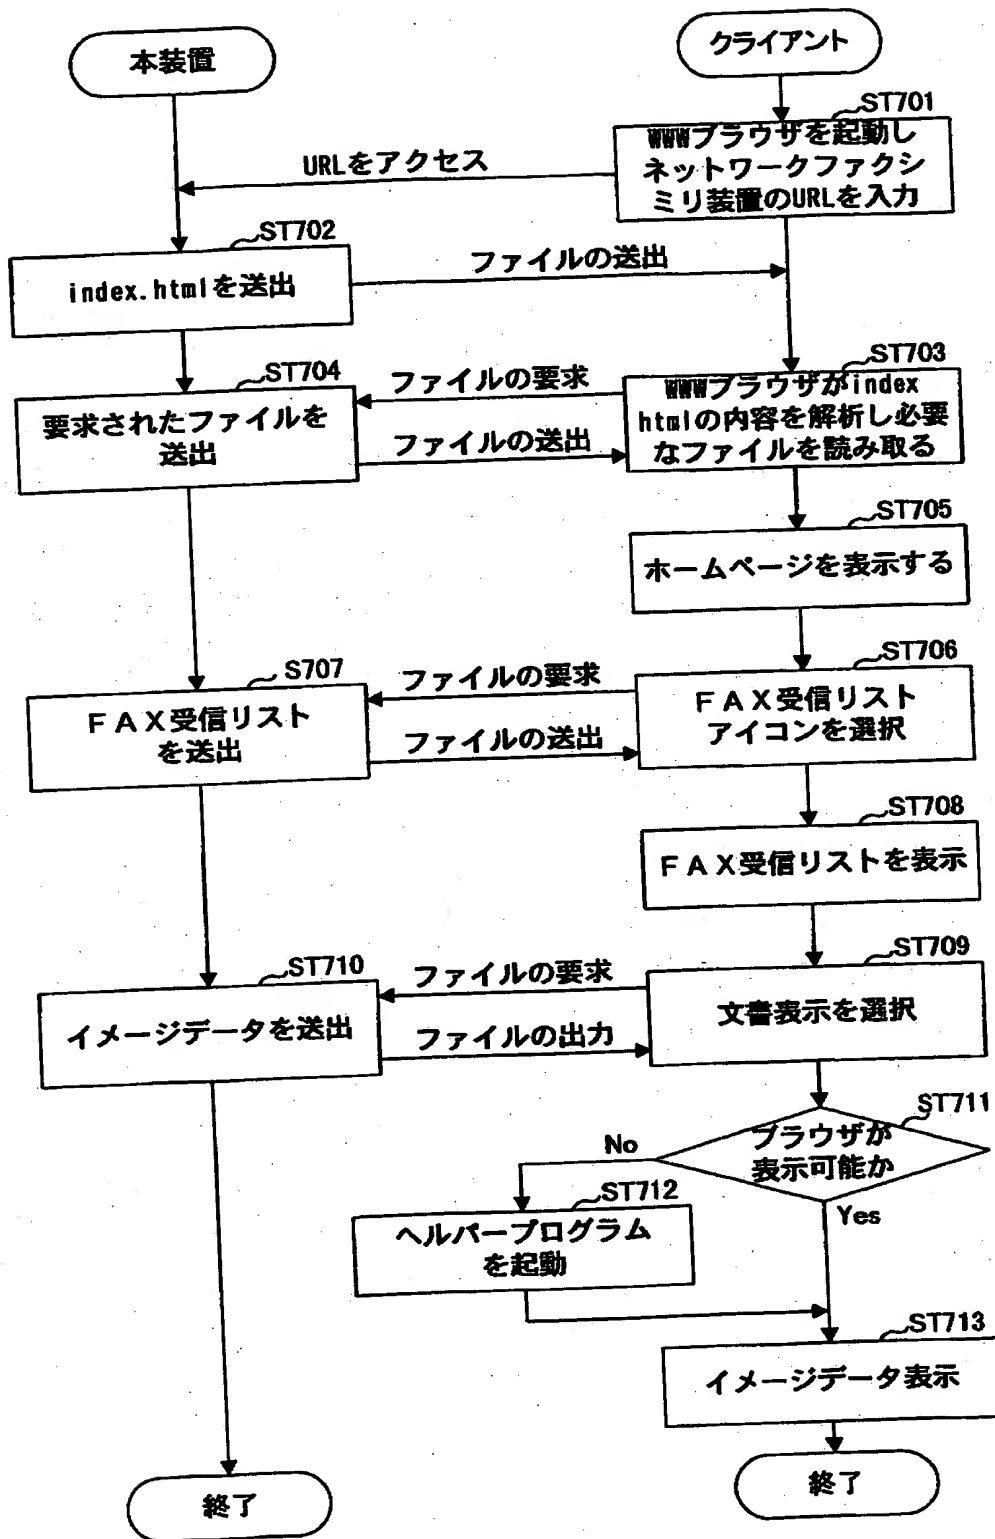 本装置
クライアント
ST701
WWWブラウザを起動し
ネットワークファクシ
ミリ装置のURLを入力
URLをアクセス
ST702
index.htmlを送出
ファイルの送出
ST703
WWWブラウザがindex
htmlの内容を解析し必要
なファイルを読み取る
ST704
要求されたファイルを
送出
ファイルの要求
ファイルの送出
ST705
ホームページを表示する
ST706
FAX受信リスト
アイコンを選択
S707
FAX受信リスト
を送出
ファイルの要求
ファイルの送出
ST708
FAX受信リストを表示
ST709
文書表示を選択
ST710
イメージデータを送出
ファイルの要求
ファイルの出力
ST711
ブラウザが
表示可能か
No
Yes
ST712
ヘルパープログラム
を起動
ST713
イメージデータ表示
終了
終了